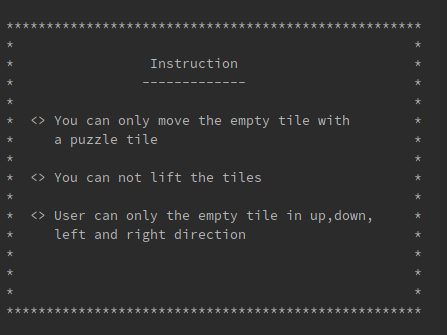 ****************************************************
*                                                  *
*                 Instruction                      *
*                -------------                     *
*                                                  *
*  <> You can only move the empty tile with
*     a puzzle tile                                *
*                                                  *
*  <> You can not lift the tiles                   *
*                                                  *
*  <> User can only the empty tile in up,down,     *
*     left and right direction                     *
*                                                  *
*                                                  *
*                                                  *
****************************************************